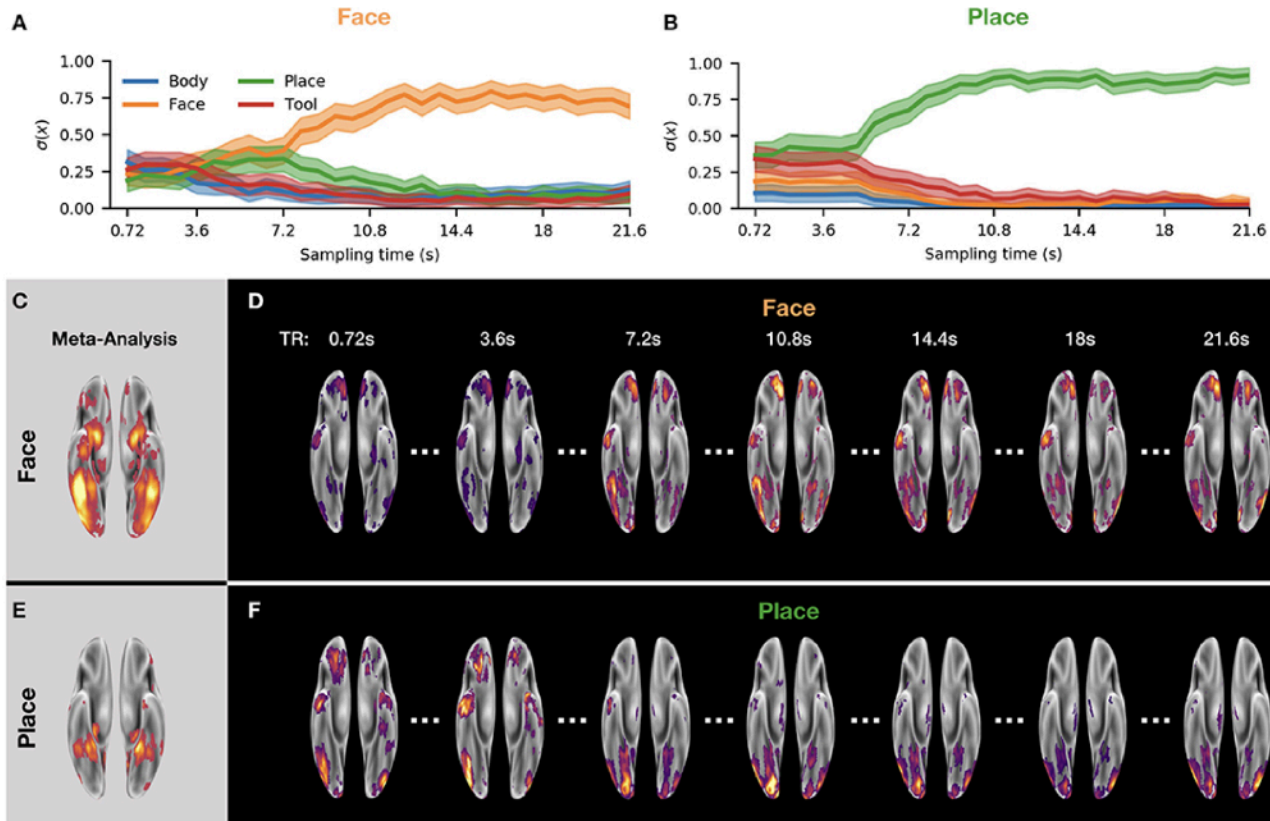 A
Face
B
Place
1.00
0.75
0.50
0.25
0.00
σ(x)
Body
Face
Place
Tool
0.72
3.6
7.2
10.8
14.4
18
21.6
Sampling time (s)
1.00
0.75
0.50
0.25
0.00
σ(x)
0.72
3.6
7.2
10.8
14.4
18
21.6
Sampling time (s)
C
Meta-Analysis
Face
D
Face
TR: 0.72s 3.6s 7.2s 10.8s 14.4s 18s 21.6s
E
Place
F
Place